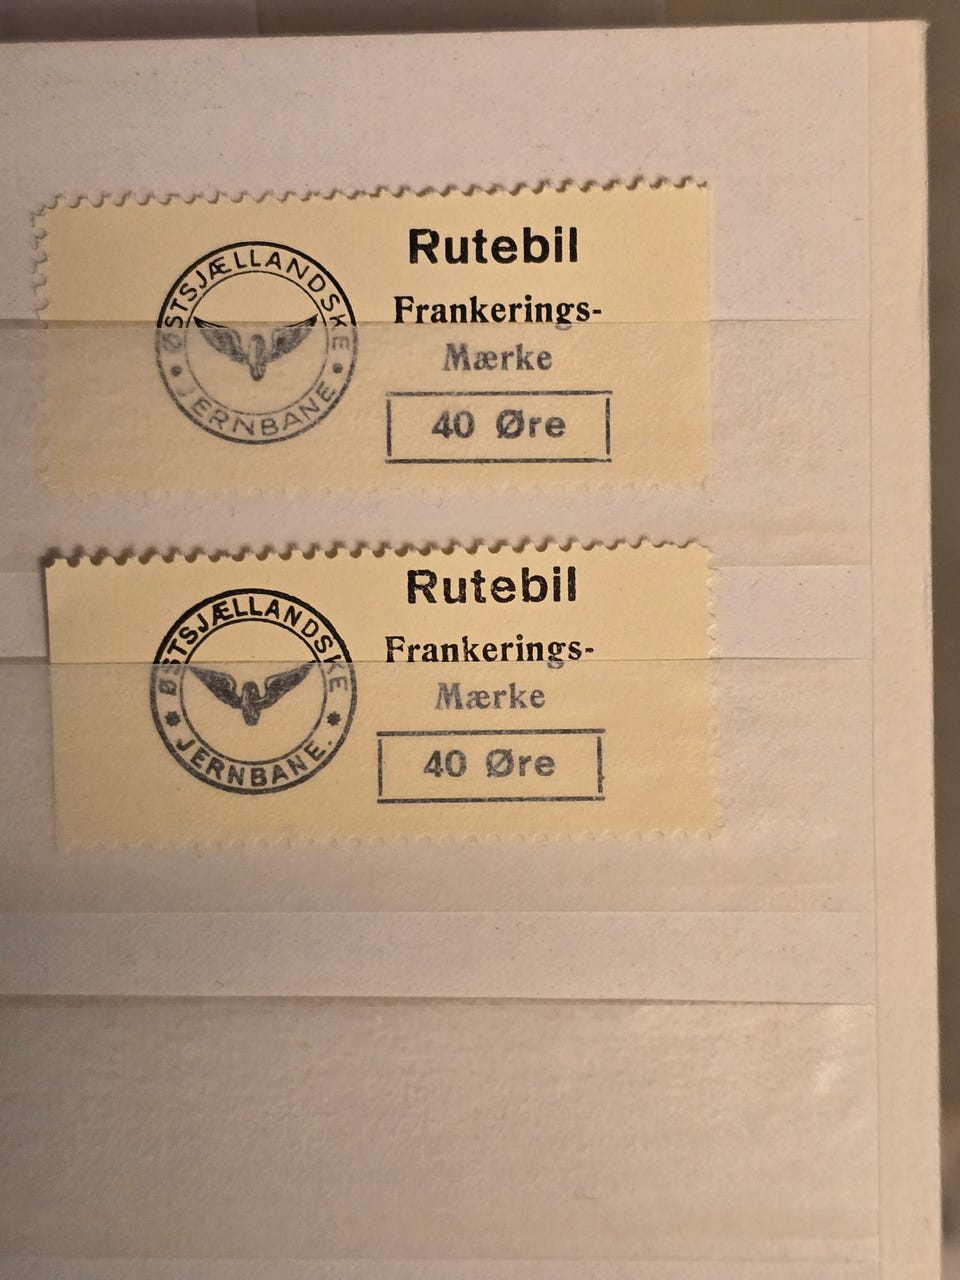 ØSTSJÆLLANDSKE
• JERNBANE •
Rutebil
Frankerings-
Mærke
40 Øre
ØSTSJÆLLANDSKE
* JERNBANE. *
Rutebil
Frankerings-
Mærke
40 Øre